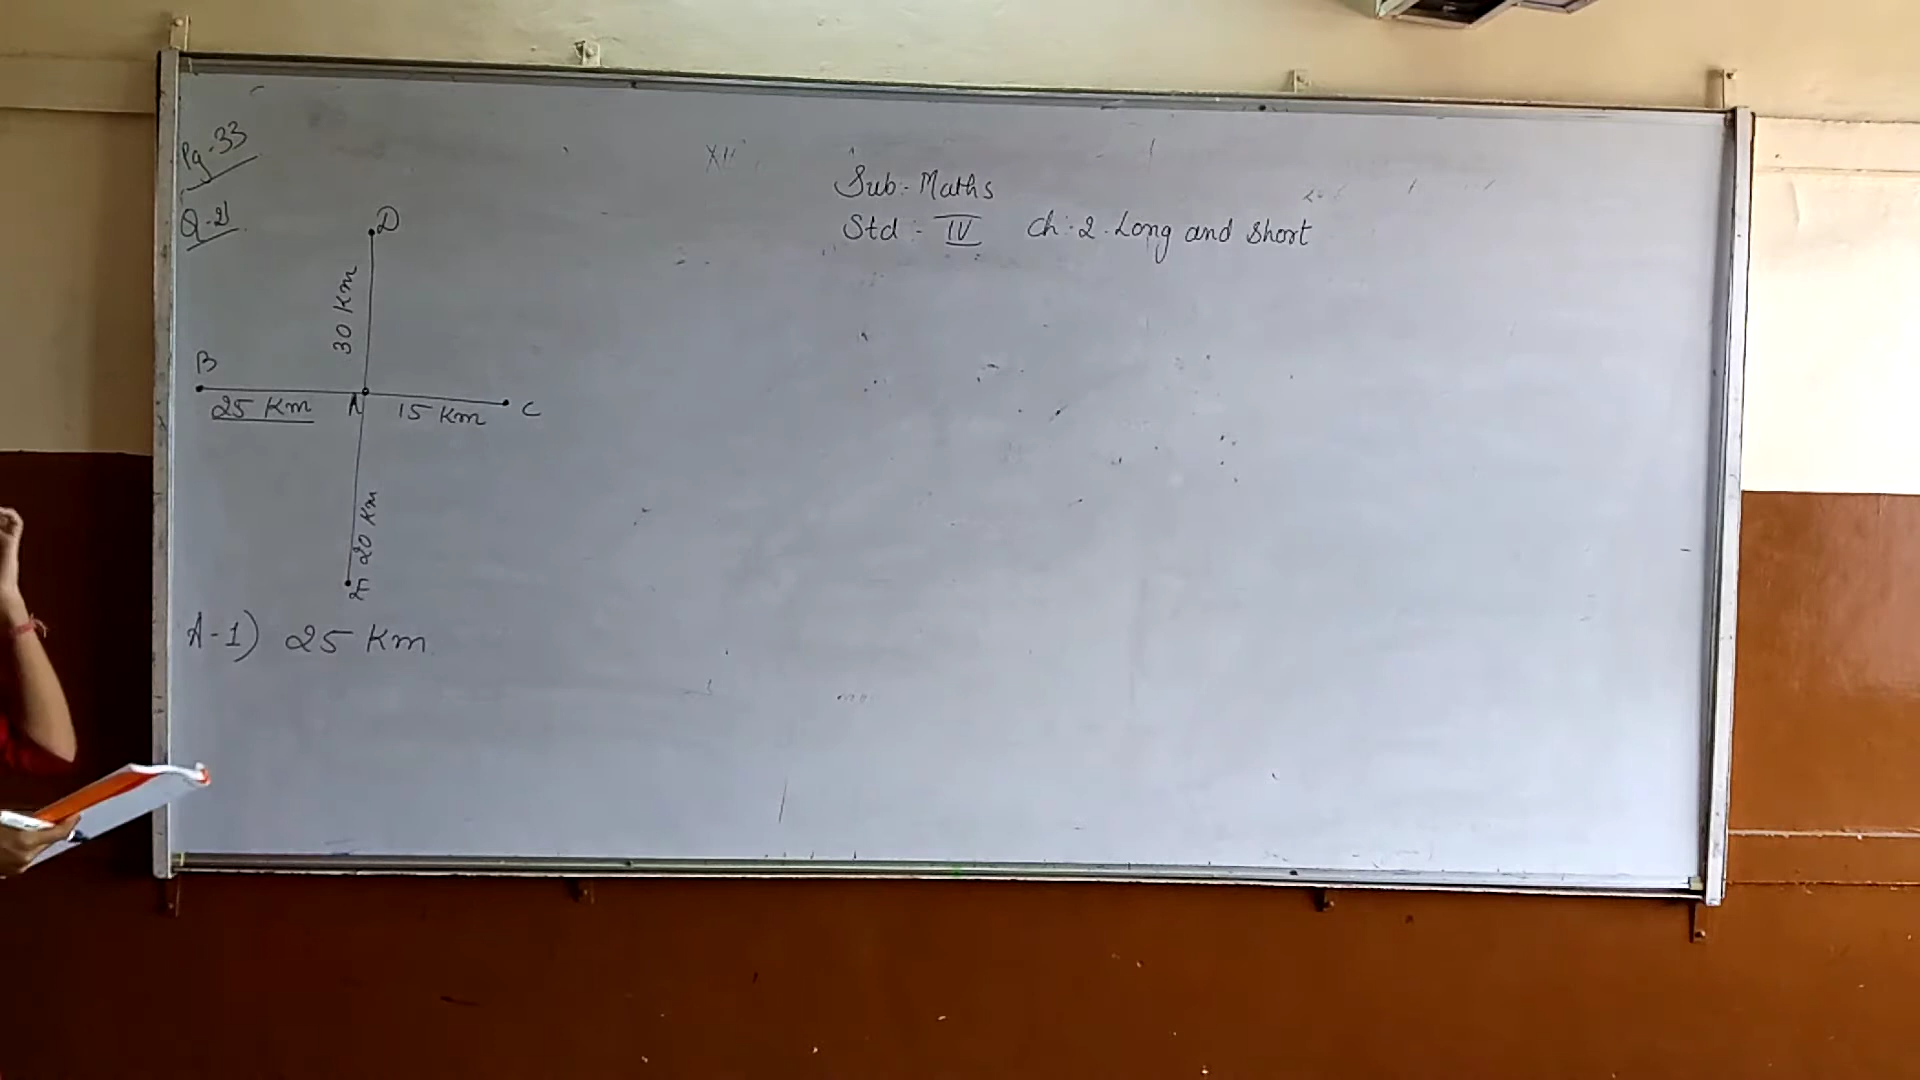 Pg-33
Sub:- Maths
Std :- IV Ch:-2. Long and Short
Q-2
D
30 Km
B
25 Km
A
15 Km
C
20 Km
A-1) 25 Km